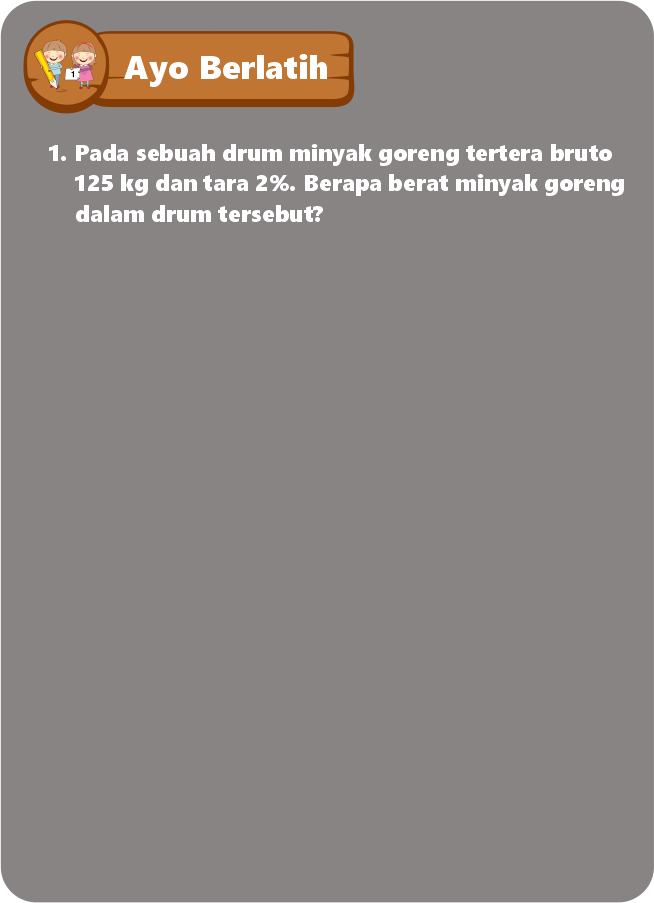 1
Ayo Berlatih
1. Pada sebuah drum minyak goreng tertera bruto
125 kg dan tara 2%. Berapa berat minyak goreng
dalam drum tersebut?